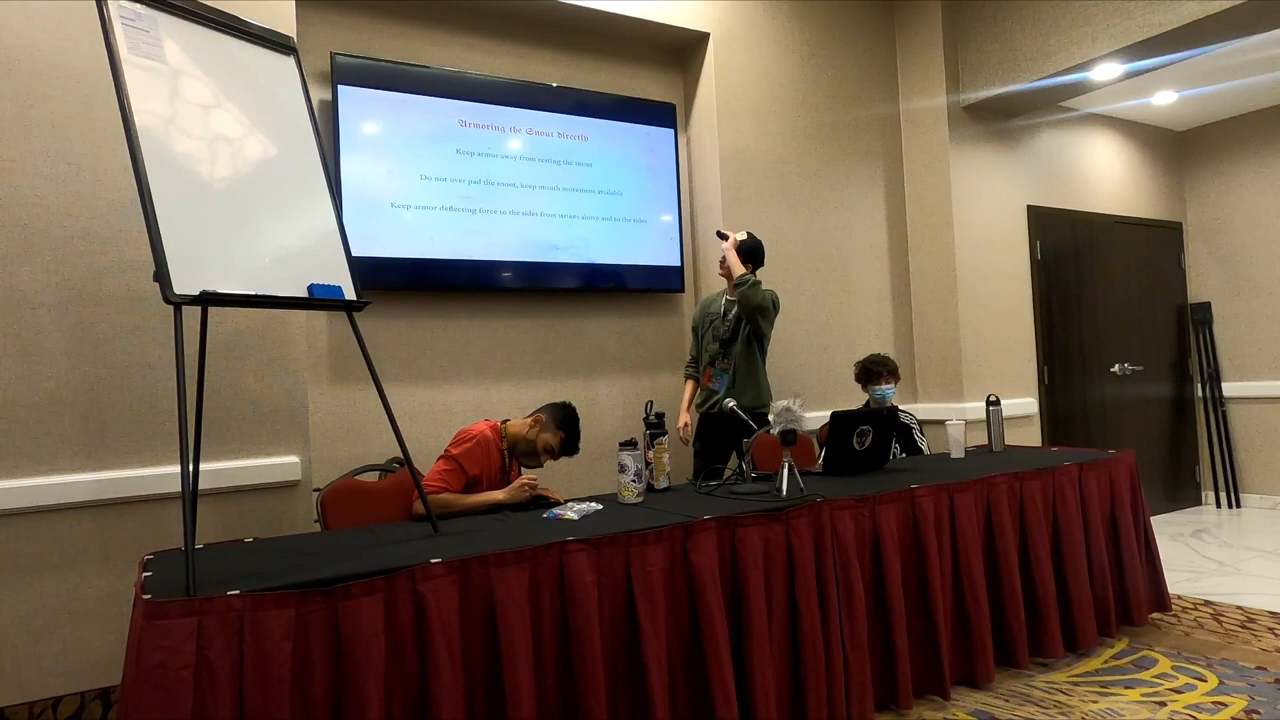 Armoring the Snout directly
Keep armor away from resting the snout
Do not over pad the snout, keep mouth movement available
Keep armor deflecting force to the sides from strikes above and to the sides